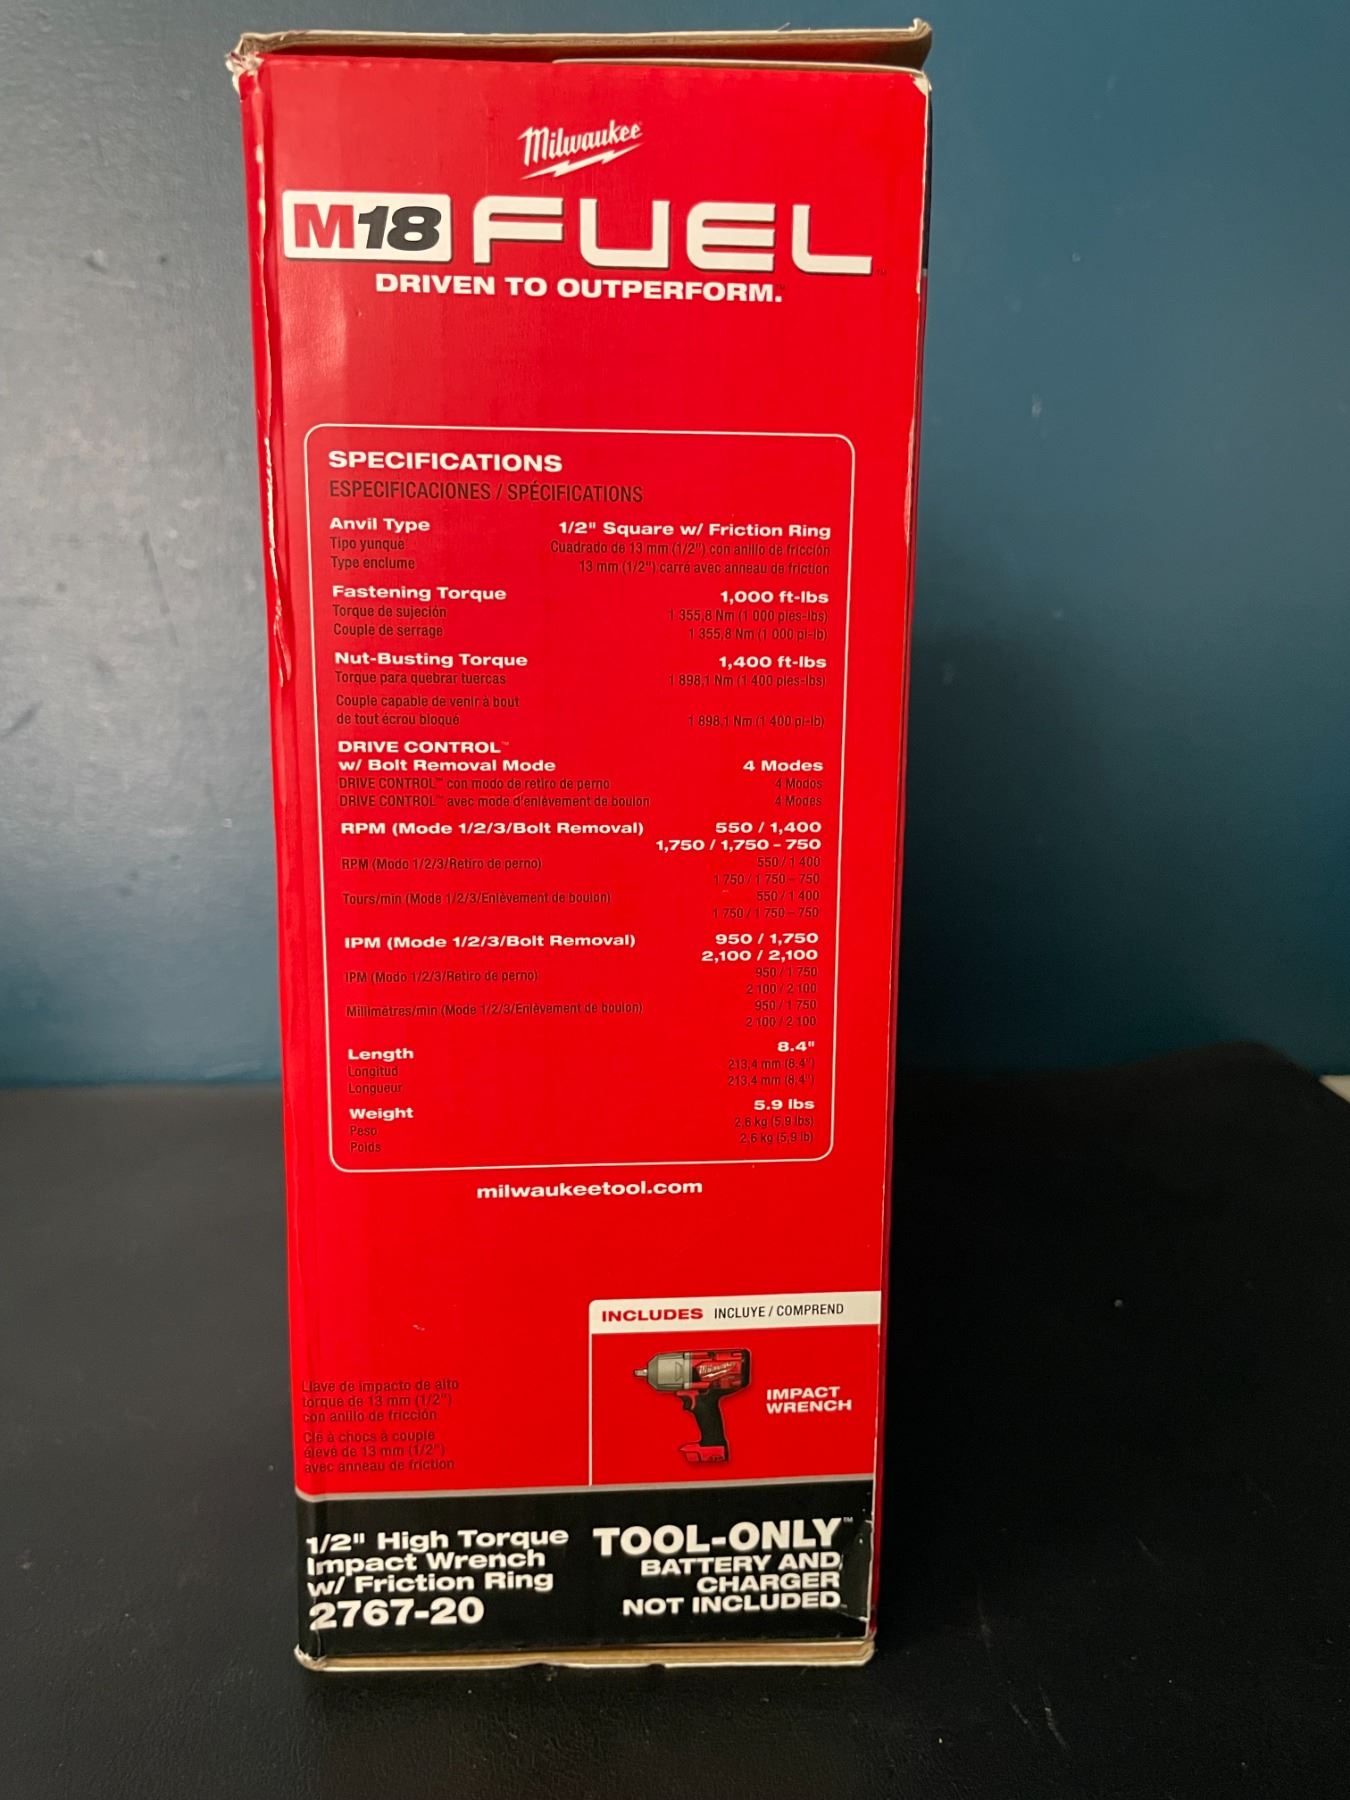 Milwaukee
M18 FUEL™
DRIVEN TO OUTPERFORM.™
SPECIFICATIONS
ESPECIFICACIONES / SPÉCIFICATIONS
Anvil Type 1/2" Square w/ Friction Ring
Tipo yunque Cuadrado de 13 mm (1/2") con anillo de fricción
Type enclume 13 mm (1/2") carré avec anneau de friction
Fastening Torque 1,000 ft-lbs
Torque de sujeción 1 355,8 Nm (1 000 pies-lbs)
Couple de serrage 1 355,8 Nm (1 000 pi-lb)
Nut-Busting Torque 1,400 ft-lbs
Torque para quebrar tuercas 1 898,1 Nm (1 400 pies-lbs)
Couple capable de venir à bout
de tout écrou bloqué 1 898,1 Nm (1 400 pi-lb)
DRIVE CONTROL™
w/ Bolt Removal Mode 4 Modes
DRIVE CONTROL™ con modo de retiro de perno 4 Modos
DRIVE CONTROL™ avec mode d'enlèvement de boulon 4 Modes
RPM (Mode 1/2/3/Bolt Removal) 550 / 1,400
1,750 / 1,750 – 750
RPM (Modo 1/2/3/Retiro de perno) 550 / 1 400
1 750 / 1 750 – 750
Tours/min (Mode 1/2/3/Enlèvement de boulon) 550 / 1 400
1 750 / 1 750 – 750
IPM (Mode 1/2/3/Bolt Removal) 950 / 1,750
2,100 / 2,100
IPM (Modo 1/2/3/Retiro de perno) 950 / 1 750
2 100 / 2 100
Millimètres/min (Mode 1/2/3/Enlèvement de boulon) 950 / 1 750
2 100 / 2 100
Length 8.4"
Longitud 213,4 mm (8,4")
Longueur 213,4 mm (8,4")
Weight 5.9 lbs
Peso 2,6 kg (5,9 lbs)
Poids 2,6 kg (5,9 lb)
milwaukeetool.com
INCLUDES INCLUYE / COMPREND
Milwaukee
IMPACT
WRENCH
Llave de impacto de alto
torque de 13 mm (1/2")
con anillo de fricción
Clé à chocs à couple
élevé de 13 mm (1/2")
avec anneau de friction
1/2" High Torque
Impact Wrench
w/ Friction Ring
2767-20
TOOL-ONLY™
BATTERY AND
CHARGER
NOT INCLUDED